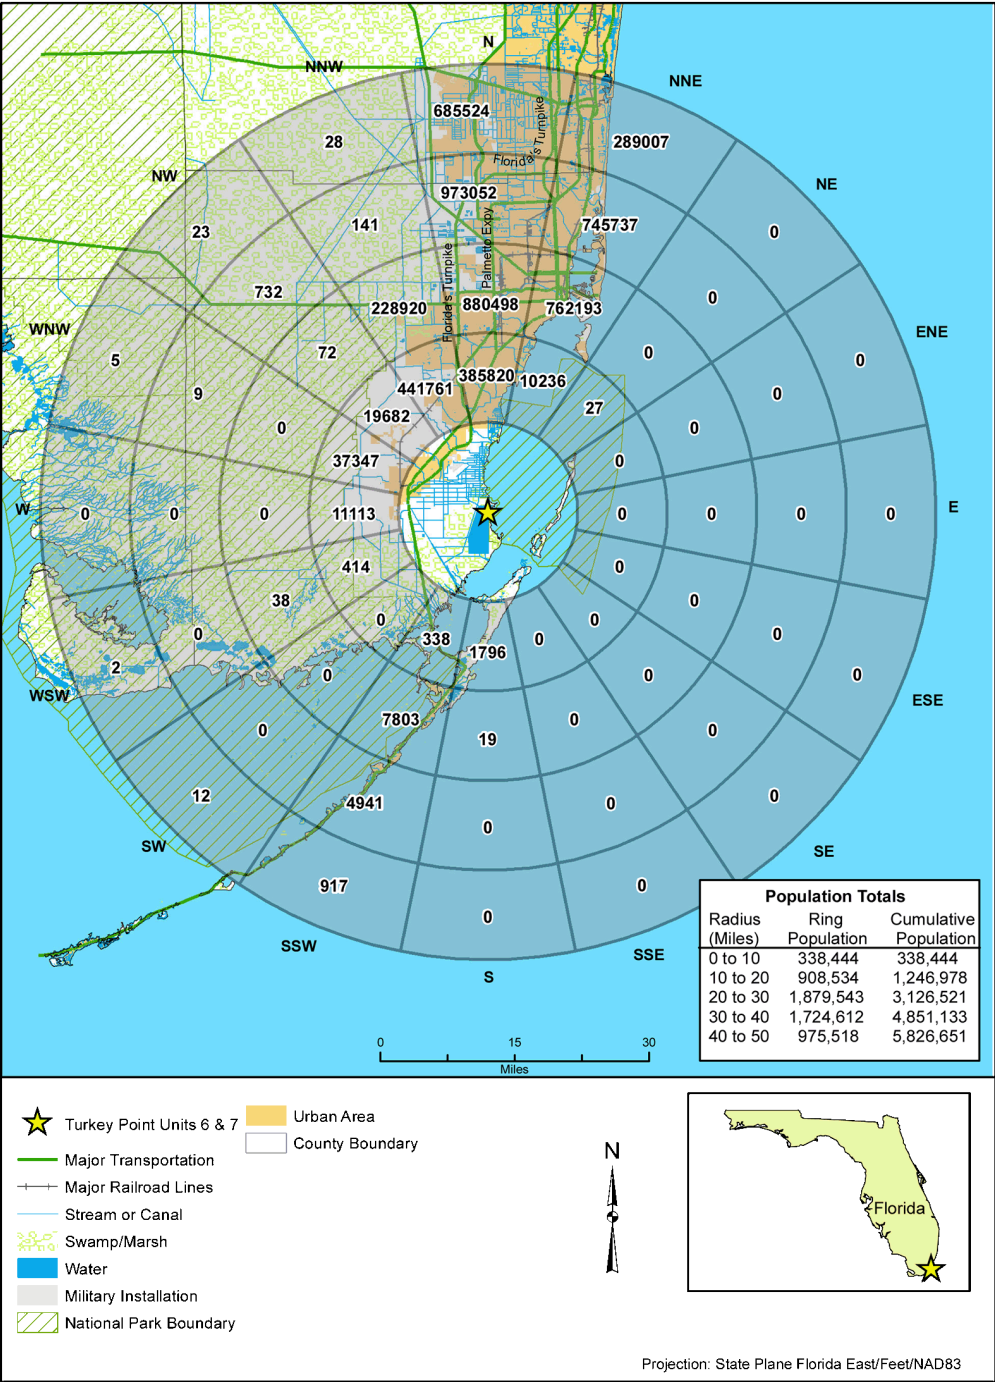 N
NNW
NNE
685524
28
289007
Florida's Turnpike
NW
973052
NE
141
745737
23
0
Palmetto Expy
Florida's Turnpike
732
0
228920
880498
762193
WNW
ENE
72
0
5
0
441761
385820
10236
9
0
19682
27
0
0
37347
0
W
0
0
0
11113
0
0
0
0
E
414
0
38
0
0
0
0
338
0
0
1796
2
0
0
0
WSW
ESE
7803
0
0
0
19
12
4941
0
0
0
SW
SE
917
0
0
SSW
SSE
S
Population Totals
Radius Ring Cumulative
(Miles) Population Population
0 to 10 338,444 338,444
10 to 20 908,534 1,246,978
20 to 30 1,879,543 3,126,521
30 to 40 1,724,612 4,851,133
40 to 50 975,518 5,826,651
0 15 30
Miles
Turkey Point Units 6 & 7
Major Transportation
Major Railroad Lines
Stream or Canal
Swamp/Marsh
Water
Military Installation
National Park Boundary
Urban Area
County Boundary
N
Florida
Projection: State Plane Florida East/Feet/NAD83